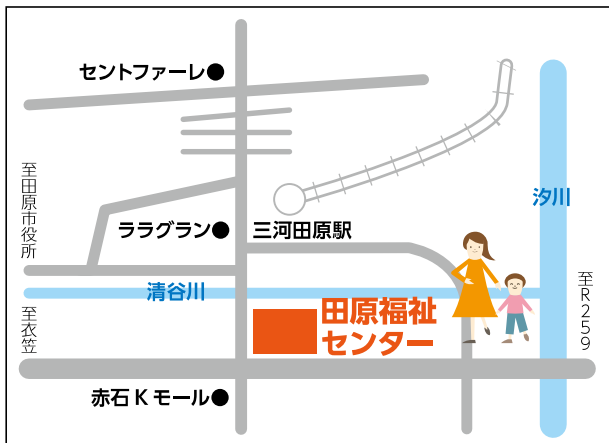 セントファーレ
至田原市役所
ララグラン
三河田原駅
汐川
清谷川
至衣笠
田原福祉
センター
至R259
赤石Kモール